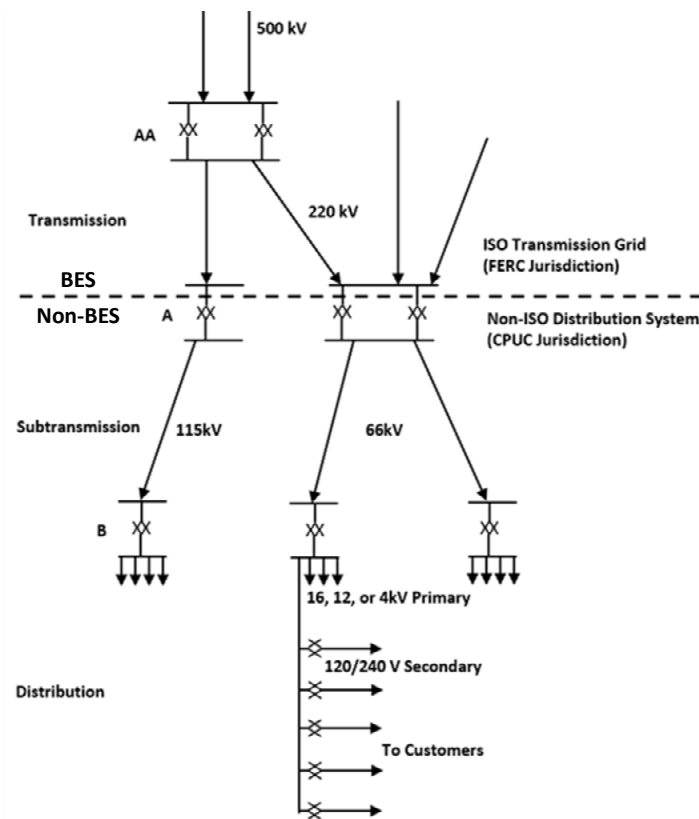 500 kV
AA
220 kV
Transmission
ISO Transmission Grid
(FERC Jurisdiction)
BES
Non-BES
A
Non-ISO Distribution System
(CPUC Jurisdiction)
Subtransmission
115kV
66kV
B
16, 12, or 4kV Primary
120/240 V Secondary
Distribution
To Customers